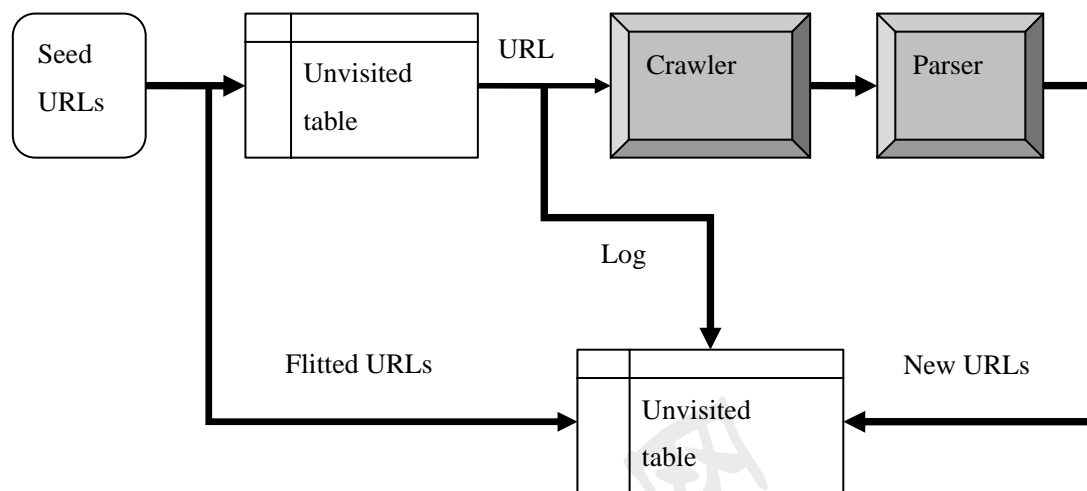 Seed
URLs
Unvisited
table
URL
Crawler
Parser
Log
Flitted URLs
New URLs
Unvisited
table